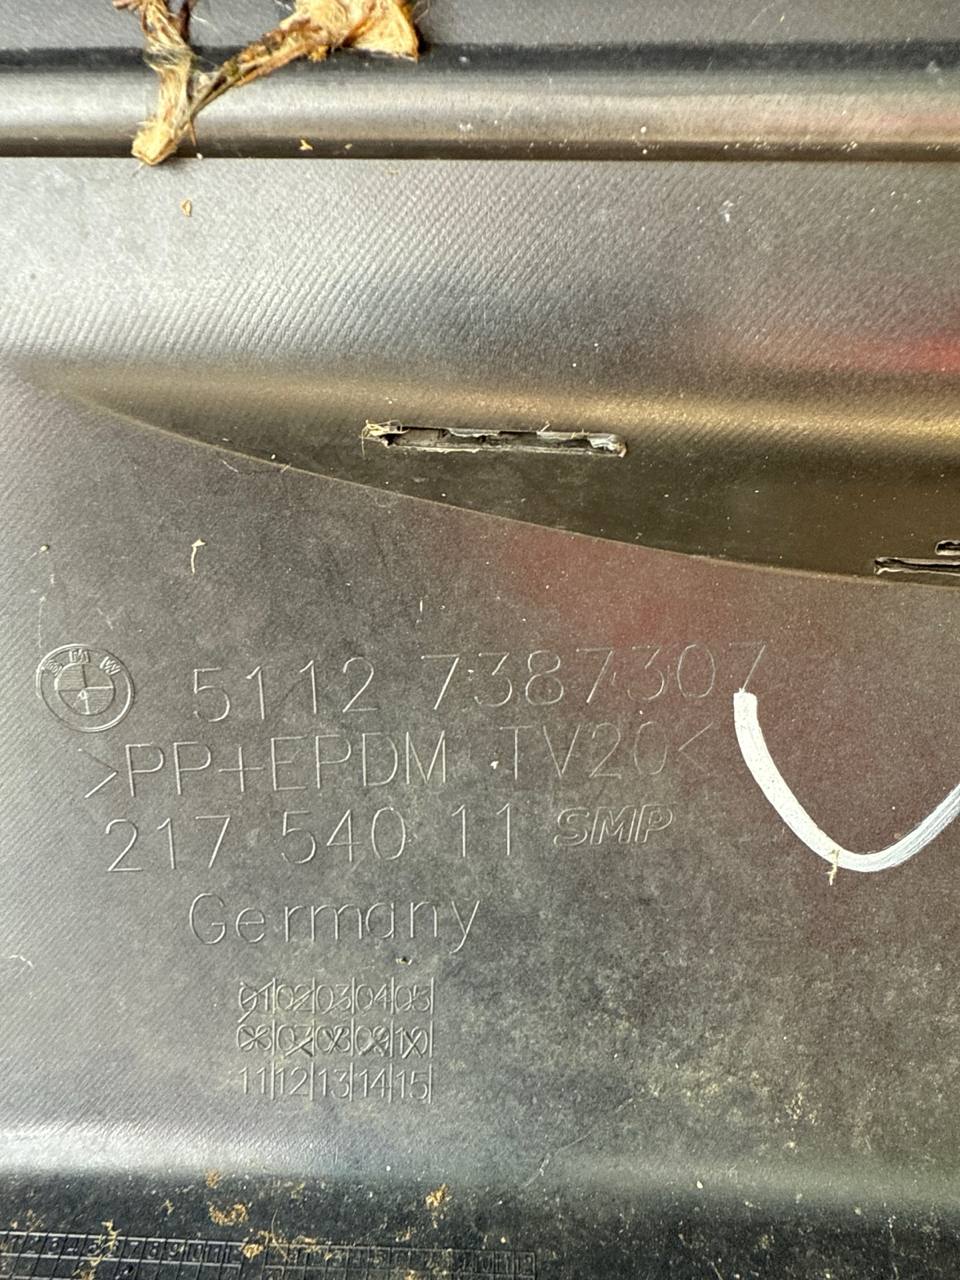 BMW 5112 7387307
>PP+EPDM TV20<
217 540 11 SMP
Germany
01|02|03|04|05|
06|07|08|09|10|
11|12|13|14|15|